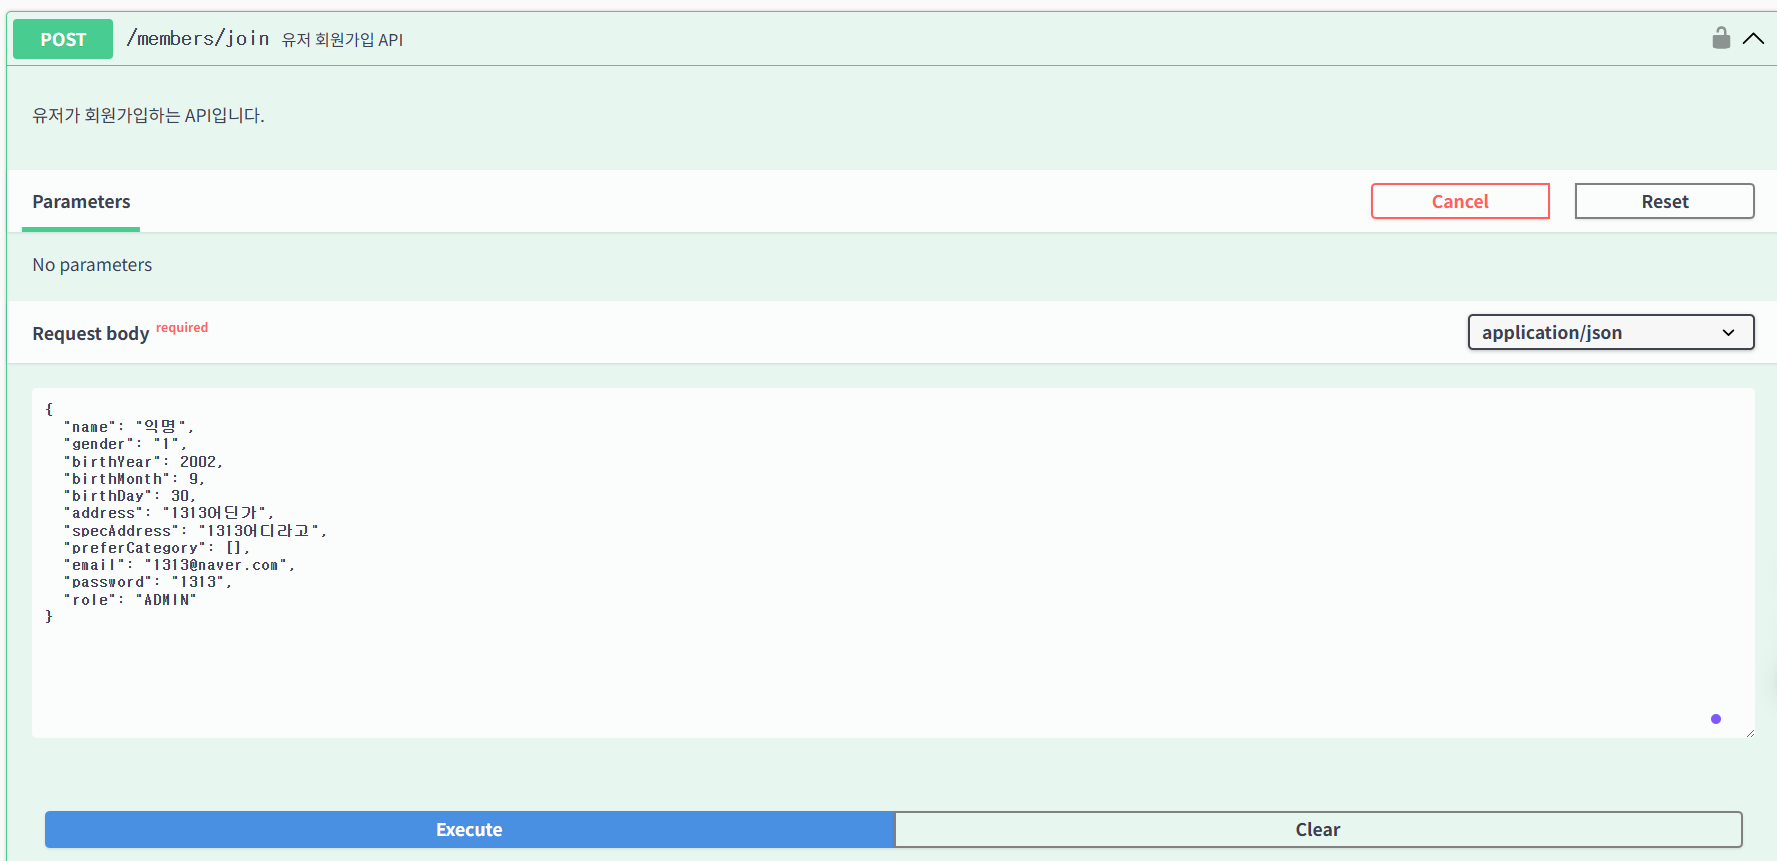 POST /members/join 유저 회원가입 API
유저가 회원가입하는 API입니다.
Parameters Cancel Reset
No parameters
Request body required application/json
{
  "name": "익명",
  "gender": "1",
  "birthYear": 2002,
  "birthMonth": 9,
  "birthDay": 30,
  "address": "1313어딘가",
  "specAddress": "1313어디라고",
  "preferCategory": [],
  "email": "1313@naver.com",
  "password": "1313",
  "role": "ADMIN"
}
Execute Clear